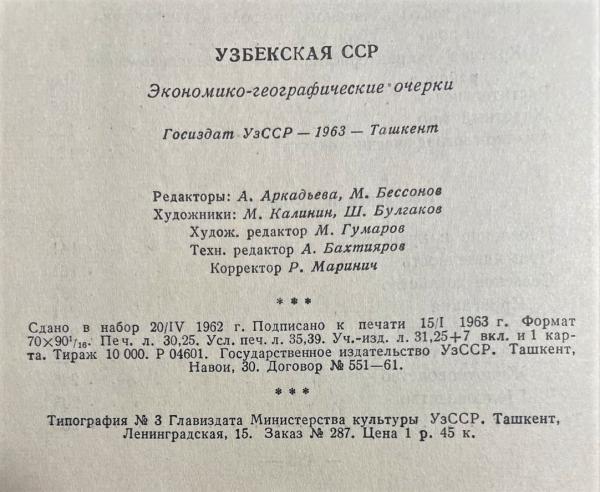 УЗБЕКСКАЯ ССР
Экономико-географические очерки
Госиздат УзССР — 1963 — Ташкент
Редакторы: А. Аркадьева, М. Бессонов
Художники: М. Калинин, Ш. Булгаков
Худож. редактор М. Гумаров
Техн. редактор А. Бахтияров
Корректор Р. Маринич
* * *
Сдано в набор 20/IV 1962 г. Подписано к печати 15/I 1963 г. Формат
70×90¹/₁₆. Печ. л. 30,25. Усл. печ. л. 35,39. Уч.-изд. л. 31,25+7 вкл. и 1 кар-
та. Тираж 10 000. Р 04601. Государственное издательство УзССР. Ташкент,
Навои, 30. Договор № 551—61.
* * *
Типография № 3 Главиздата Министерства культуры УзССР. Ташкент,
Ленинградская, 15. Заказ № 287. Цена 1 р. 45 к.